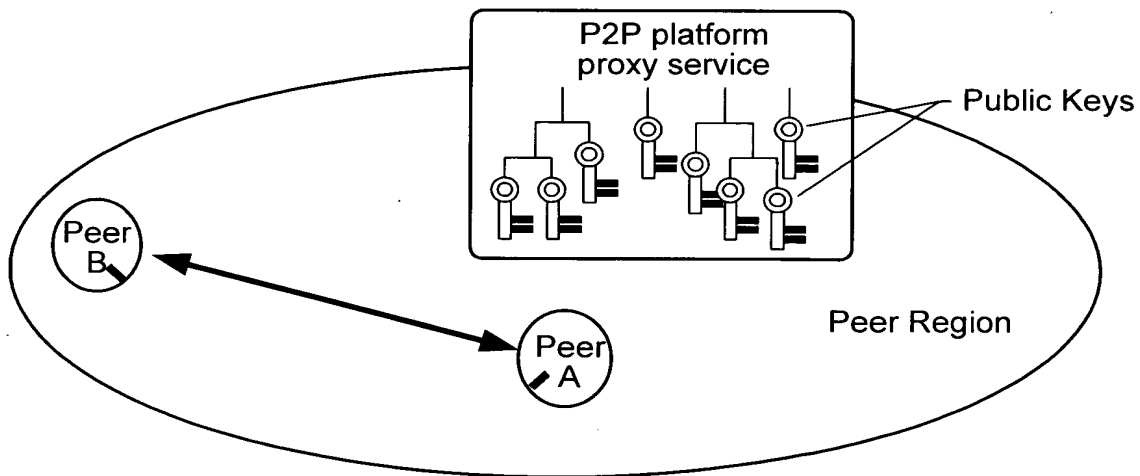 P2P platform
proxy service
Public Keys
Peer
B
Peer
A
Peer Region